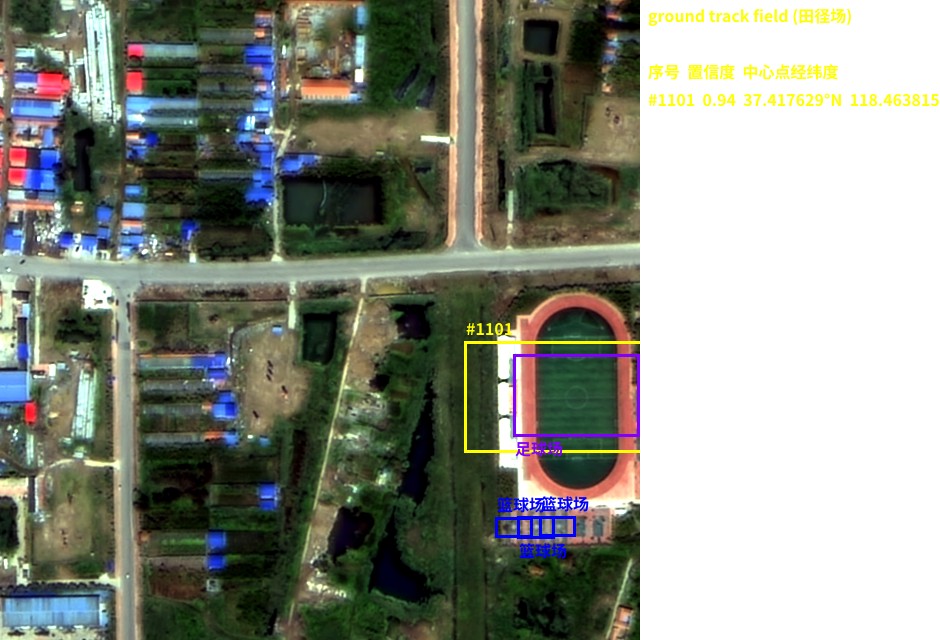 ground track field (田径场)
序号 置信度 中心点经纬度
#1101 0.94 37.417629°N 118.463815
#1101
足球场
篮球场
篮球场
篮球场